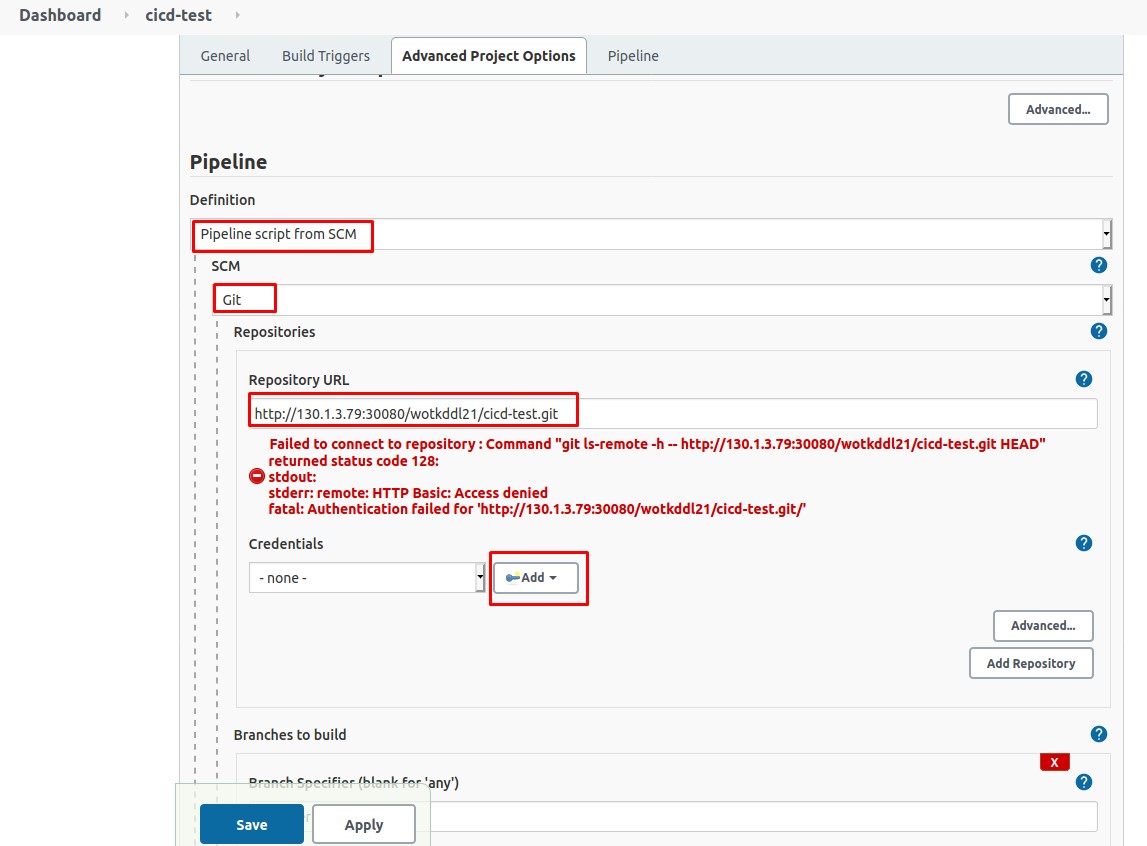 Dashboard cicd-test
General Build Triggers Advanced Project Options Pipeline
Advanced...
Pipeline
Definition
Pipeline script from SCM
SCM
?
Git
Repositories
?
Repository URL
?
http://130.1.3.79:30080/wotkddl21/cicd-test.git
Failed to connect to repository : Command "git ls-remote -h -- http://130.1.3.79:30080/wotkddl21/cicd-test.git HEAD"
returned status code 128:
stdout:
stderr: remote: HTTP Basic: Access denied
fatal: Authentication failed for 'http://130.1.3.79:30080/wotkddl21/cicd-test.git/'
Credentials
?
- none - Add
Advanced...
Add Repository
Branches to build
?
X
Branch Specifier (blank for 'any')
?
Save Apply